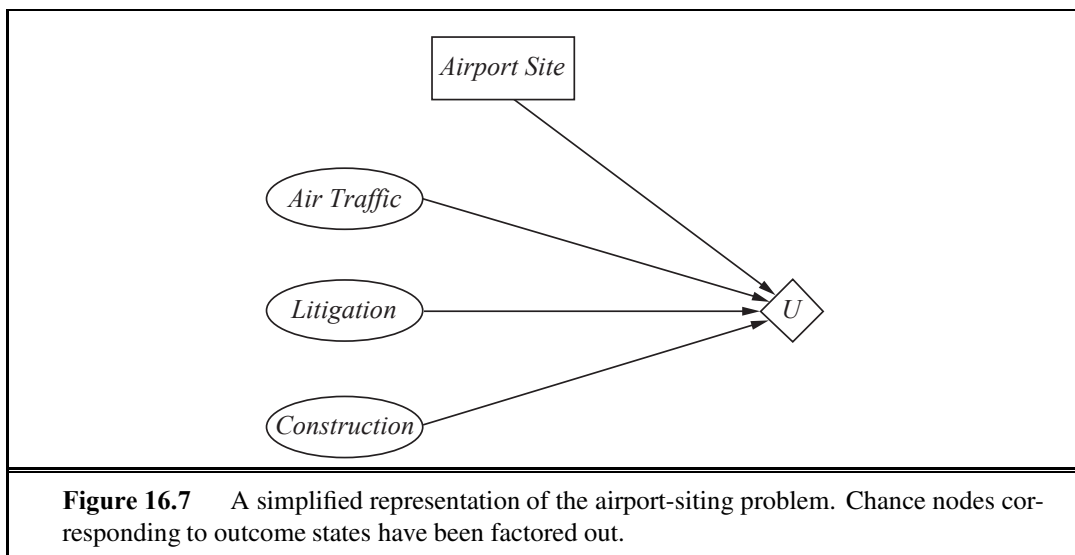 Airport Site
Air Traffic
Litigation
U
Construction
Figure 16.7 A simplified representation of the airport-siting problem. Chance nodes cor-
responding to outcome states have been factored out.